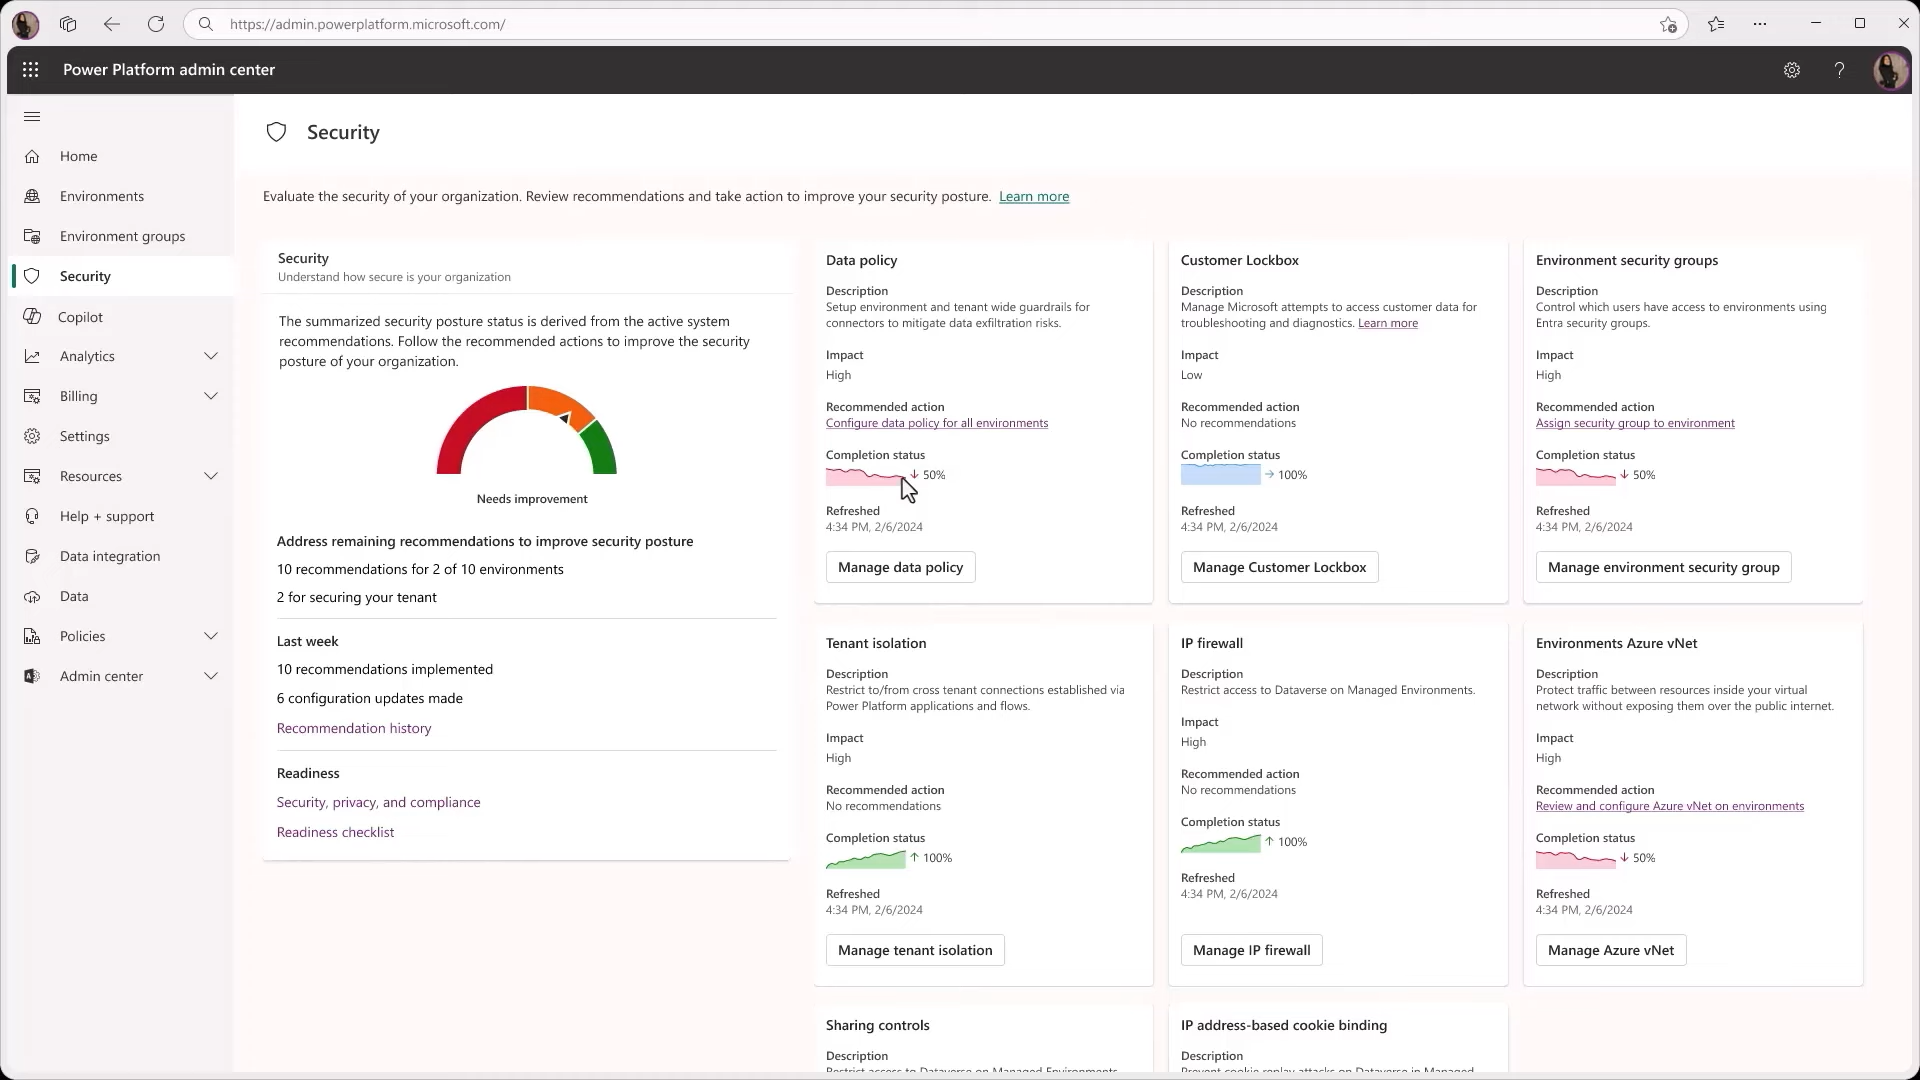 https://admin.powerplatform.microsoft.com/
Power Platform admin center
?
Home
Environments
Environment groups
Security
Copilot
Analytics
Billing
Settings
Resources
Help + support
Data integration
Data
Policies
Admin center
Security
Evaluate the security of your organization. Review recommendations and take action to improve your security posture. Learn more
Security
Understand how secure is your organization
The summarized security posture status is derived from the active system
recommendations. Follow the recommended actions to improve the security
posture of your organization.
Needs improvement
Address remaining recommendations to improve security posture
10 recommendations for 2 of 10 environments
2 for securing your tenant
Last week
10 recommendations implemented
6 configuration updates made
Recommendation history
Readiness
Security, privacy, and compliance
Readiness checklist
Data policy
Description
Setup environment and tenant wide guardrails for
connectors to mitigate data exfiltration risks.
Impact
High
Recommended action
Configure data policy for all environments
Completion status
↓ 50%
Refreshed
4:34 PM, 2/6/2024
Manage data policy
Customer Lockbox
Description
Manage Microsoft attempts to access customer data for
troubleshooting and diagnostics. Learn more
Impact
Low
Recommended action
No recommendations
Completion status
→ 100%
Refreshed
4:34 PM, 2/6/2024
Manage Customer Lockbox
Environment security groups
Description
Control which users have access to environments using
Entra security groups.
Impact
High
Recommended action
Assign security group to environment
Completion status
↓ 50%
Refreshed
4:34 PM, 2/6/2024
Manage environment security group
Tenant isolation
Description
Restrict to/from cross tenant connections established via
Power Platform applications and flows.
Impact
High
Recommended action
No recommendations
Completion status
↑ 100%
Refreshed
4:34 PM, 2/6/2024
Manage tenant isolation
IP firewall
Description
Restrict access to Dataverse on Managed Environments.
Impact
High
Recommended action
No recommendations
Completion status
↑ 100%
Refreshed
4:34 PM, 2/6/2024
Manage IP firewall
Environments Azure vNet
Description
Protect traffic between resources inside your virtual
network without exposing them over the public internet.
Impact
High
Recommended action
Review and configure Azure vNet on environments
Completion status
↓ 50%
Refreshed
4:34 PM, 2/6/2024
Manage Azure vNet
Sharing controls
Description
Restrict access to Dataverse on Managed Environments
IP address-based cookie binding
Description
Prevent cookie replay attacks on Dataverse in Managed